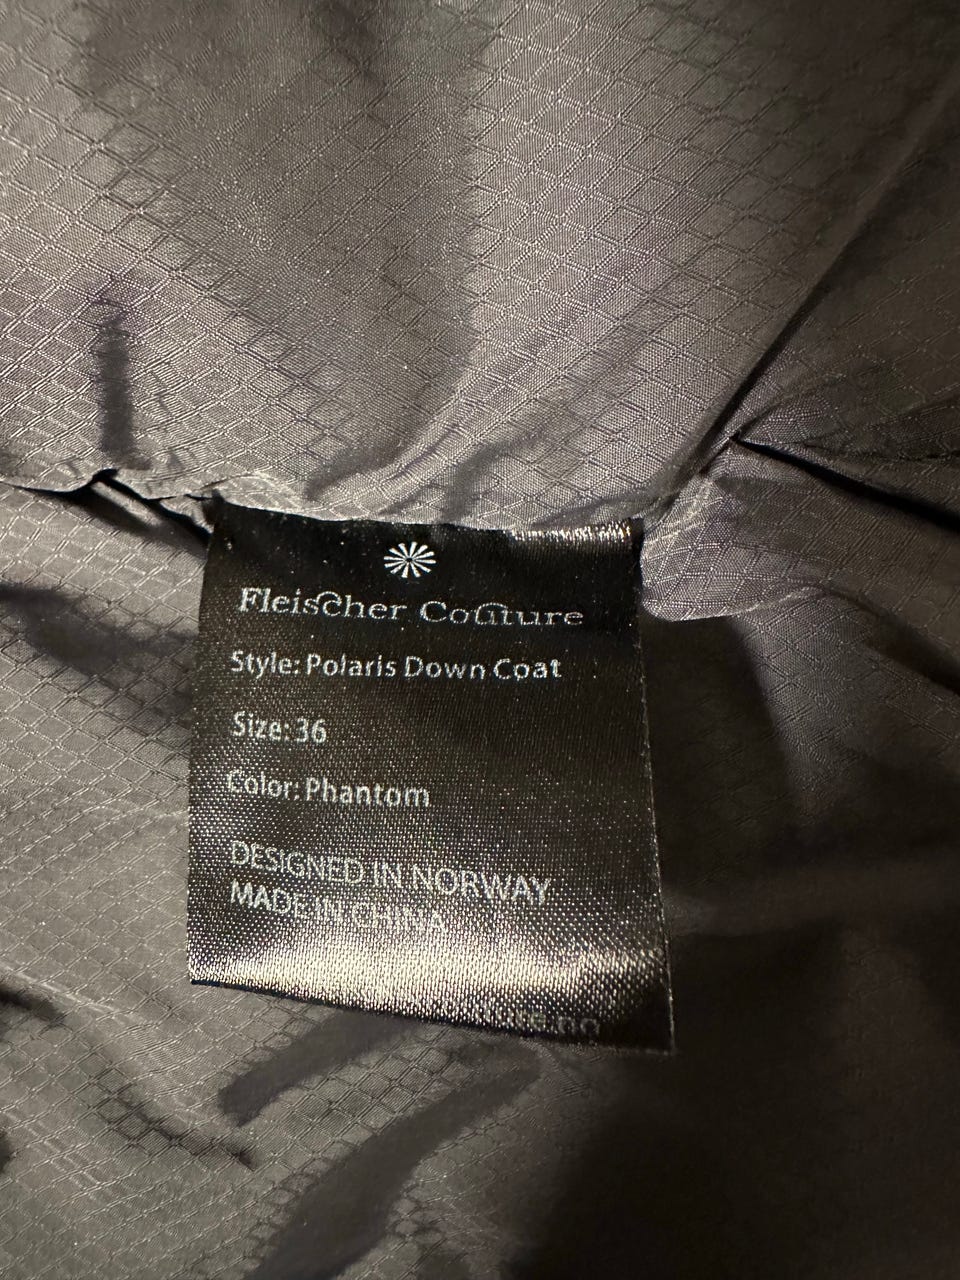 Fleischer Couture
Style: Polaris Down Coat
Size: 36
Color: Phantom
DESIGNED IN NORWAY
MADE IN CHINA